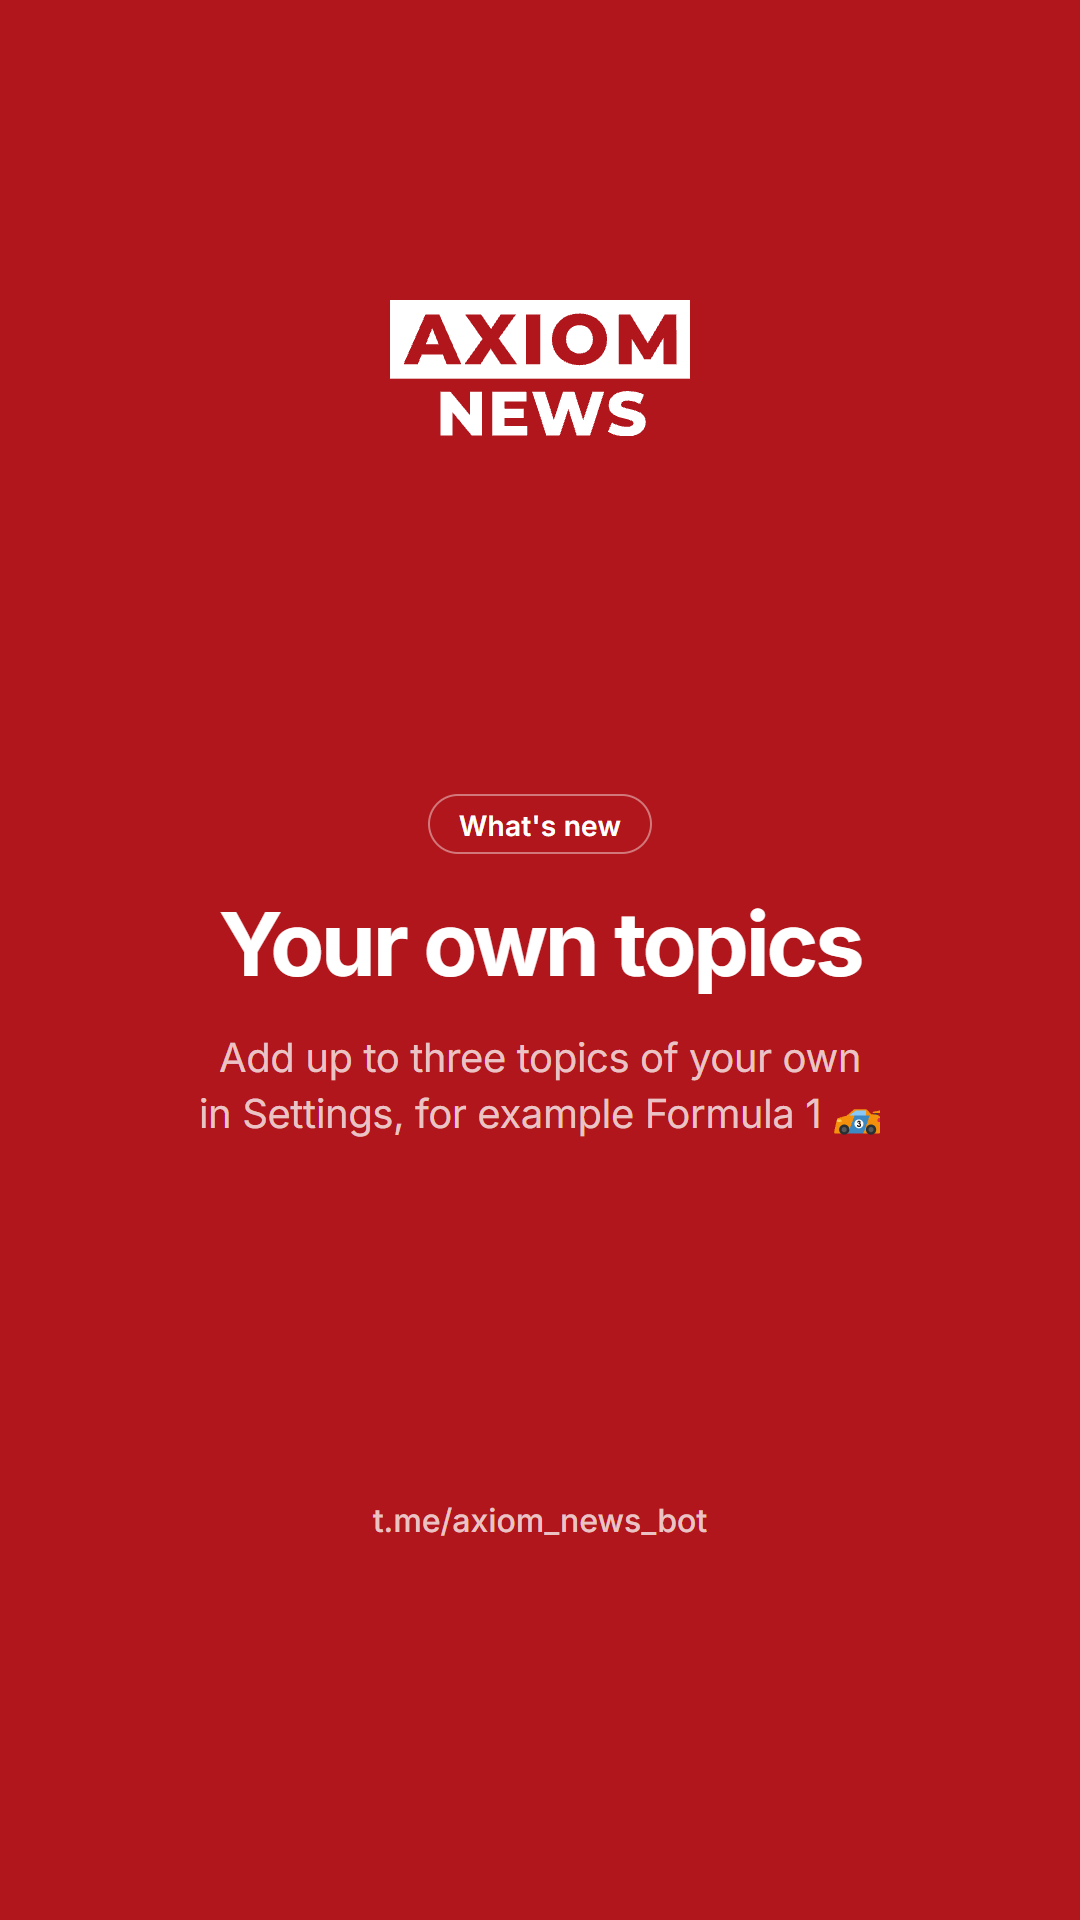 AXIOM
NEWS
What's new
Your own topics
Add up to three topics of your own
in Settings, for example Formula 1 🏎️
t.me/axiom_news_bot